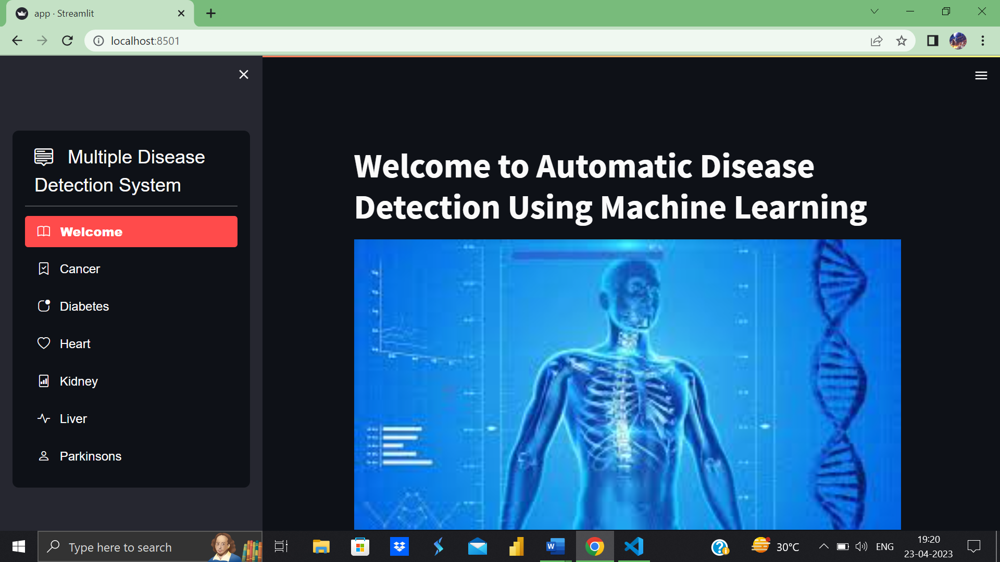 app · Streamlit
localhost:8501
Multiple Disease
Detection System
Welcome
Cancer
Diabetes
Heart
Kidney
Liver
Parkinsons
Welcome to Automatic Disease
Detection Using Machine Learning
Type here to search
W
30°C
ENG
19:20
23-04-2023